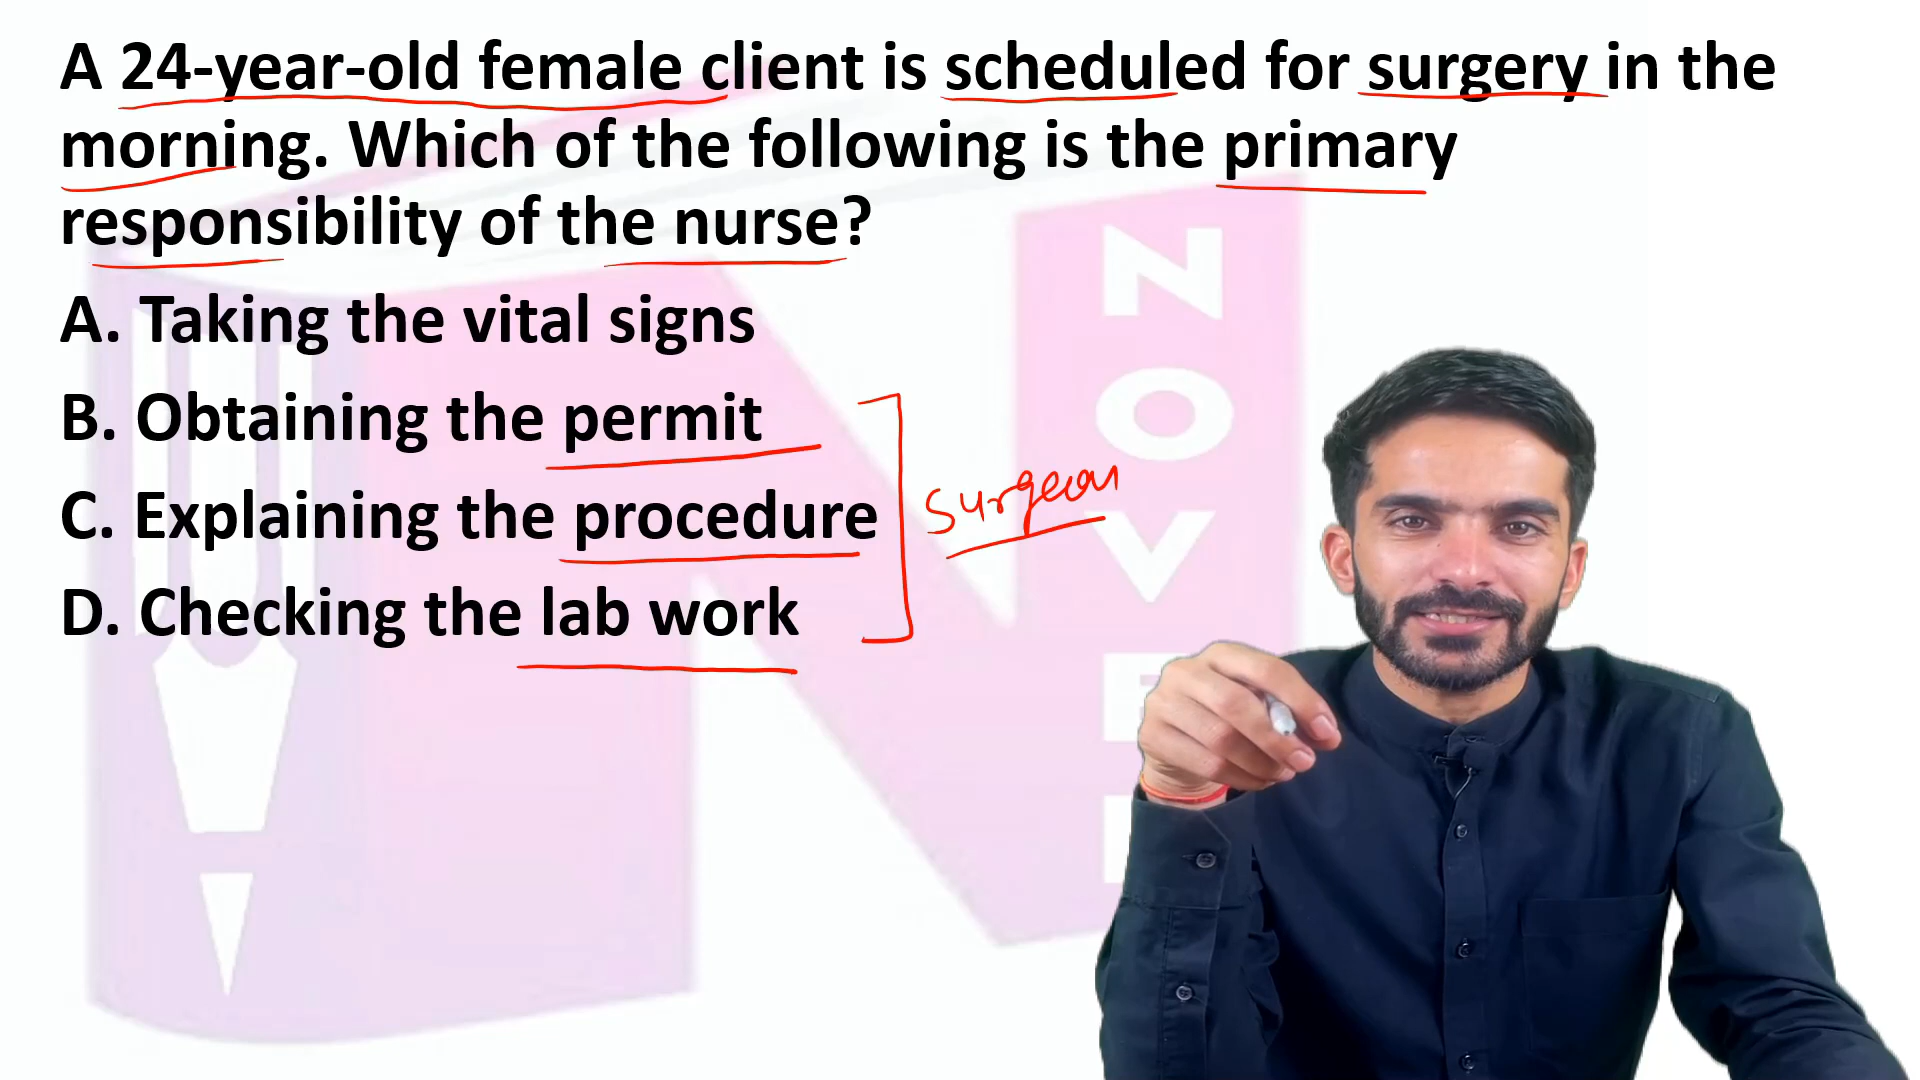 A 24-year-old female client is scheduled for surgery in the
morning. Which of the following is the primary
responsibility of the nurse?
A. Taking the vital signs
B. Obtaining the permit
C. Explaining the procedure
D. Checking the lab work
Surgeon
NOVE